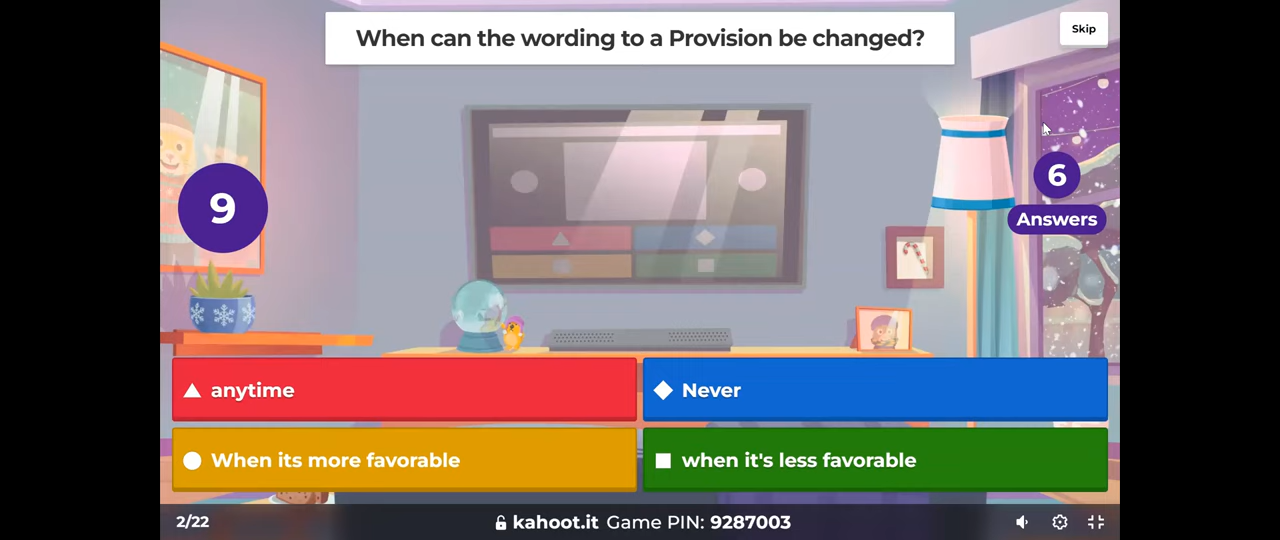 When can the wording to a Provision be changed?
Skip
9
6
Answers
anytime
Never
When its more favorable
when it's less favorable
2/22
kahoot.it Game PIN: 9287003